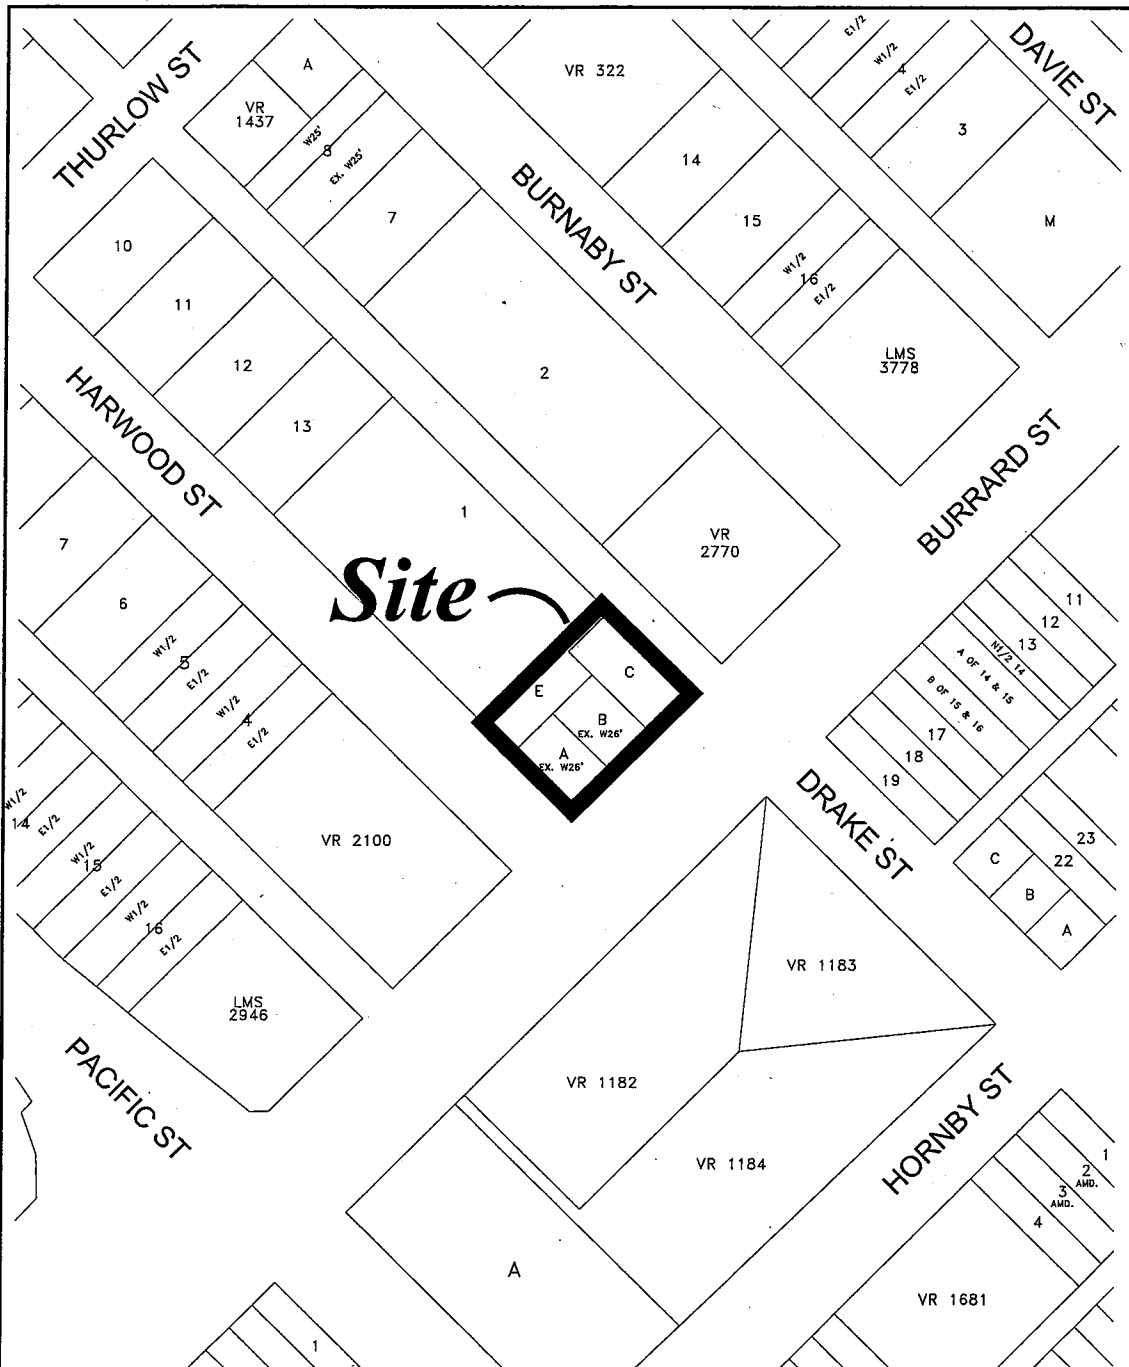 THURLOW ST
A
VR
1437
W25'
8
EX. W25'
7
VR 322
E1/2
W1/2
4
E1/2
DAVIE ST
3
M
14
15
W1/2
16
E1/2
BURNABY ST
LMS
3778
10
11
12
13
1
2
HARWOOD ST
VR
2770
BURRARD ST
Site
E
C
B
EX. W26'
A
EX. W26'
7
6
W1/2
5
E1/2
W1/2
4
E1/2
VR 2100
11
12
13
N1/2 14
A OF 14 & 15
B OF 15 & 16
17
18
19
DRAKE ST
23
22
C
B
A
W1/2
14
E1/2
W1/2
15
E1/2
W1/2
16
E1/2
LMS
2946
PACIFIC ST
VR 1183
VR 1182
VR 1184
HORNBY ST
1
2
AMD.
3
AMD.
4
VR 1681
A
1